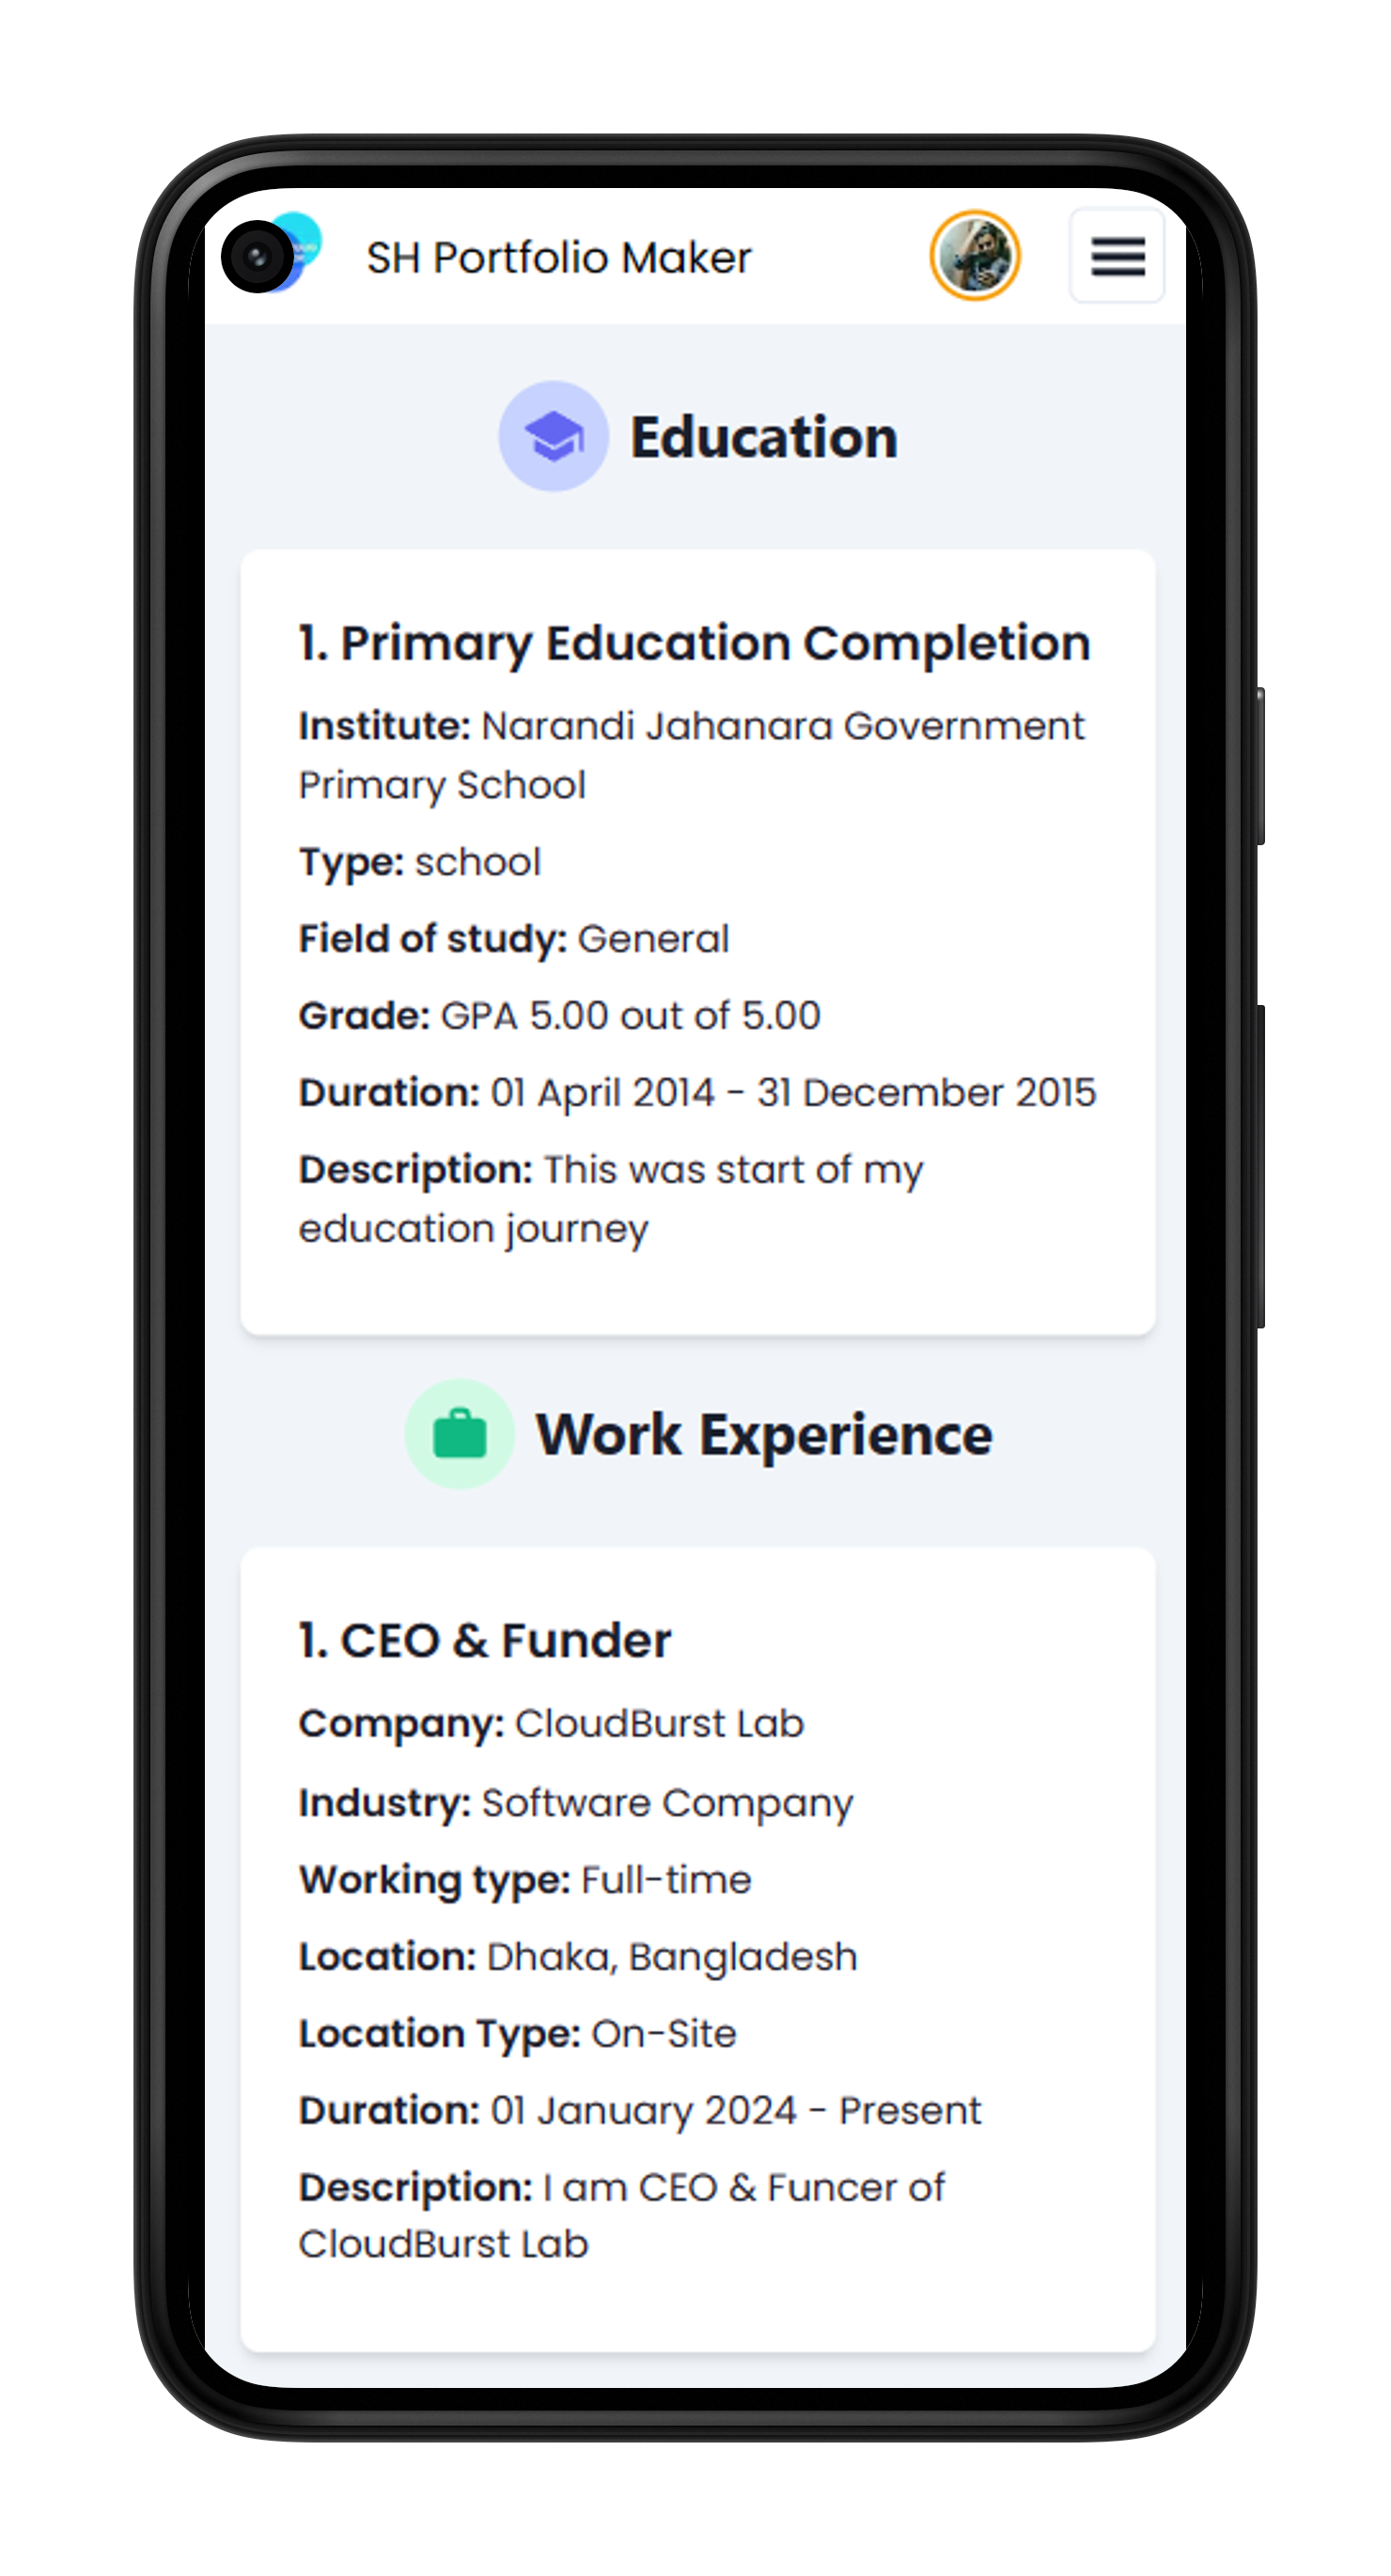 SH Portfolio Maker
Education
1. Primary Education Completion
Institute: Narandi Jahanara Government
Primary School
Type: school
Field of study: General
Grade: GPA 5.00 out of 5.00
Duration: 01 April 2014 - 31 December 2015
Description: This was start of my
education journey
Work Experience
1. CEO & Funder
Company: CloudBurst Lab
Industry: Software Company
Working type: Full-time
Location: Dhaka, Bangladesh
Location Type: On-Site
Duration: 01 January 2024 - Present
Description: I am CEO & Funcer of
CloudBurst Lab